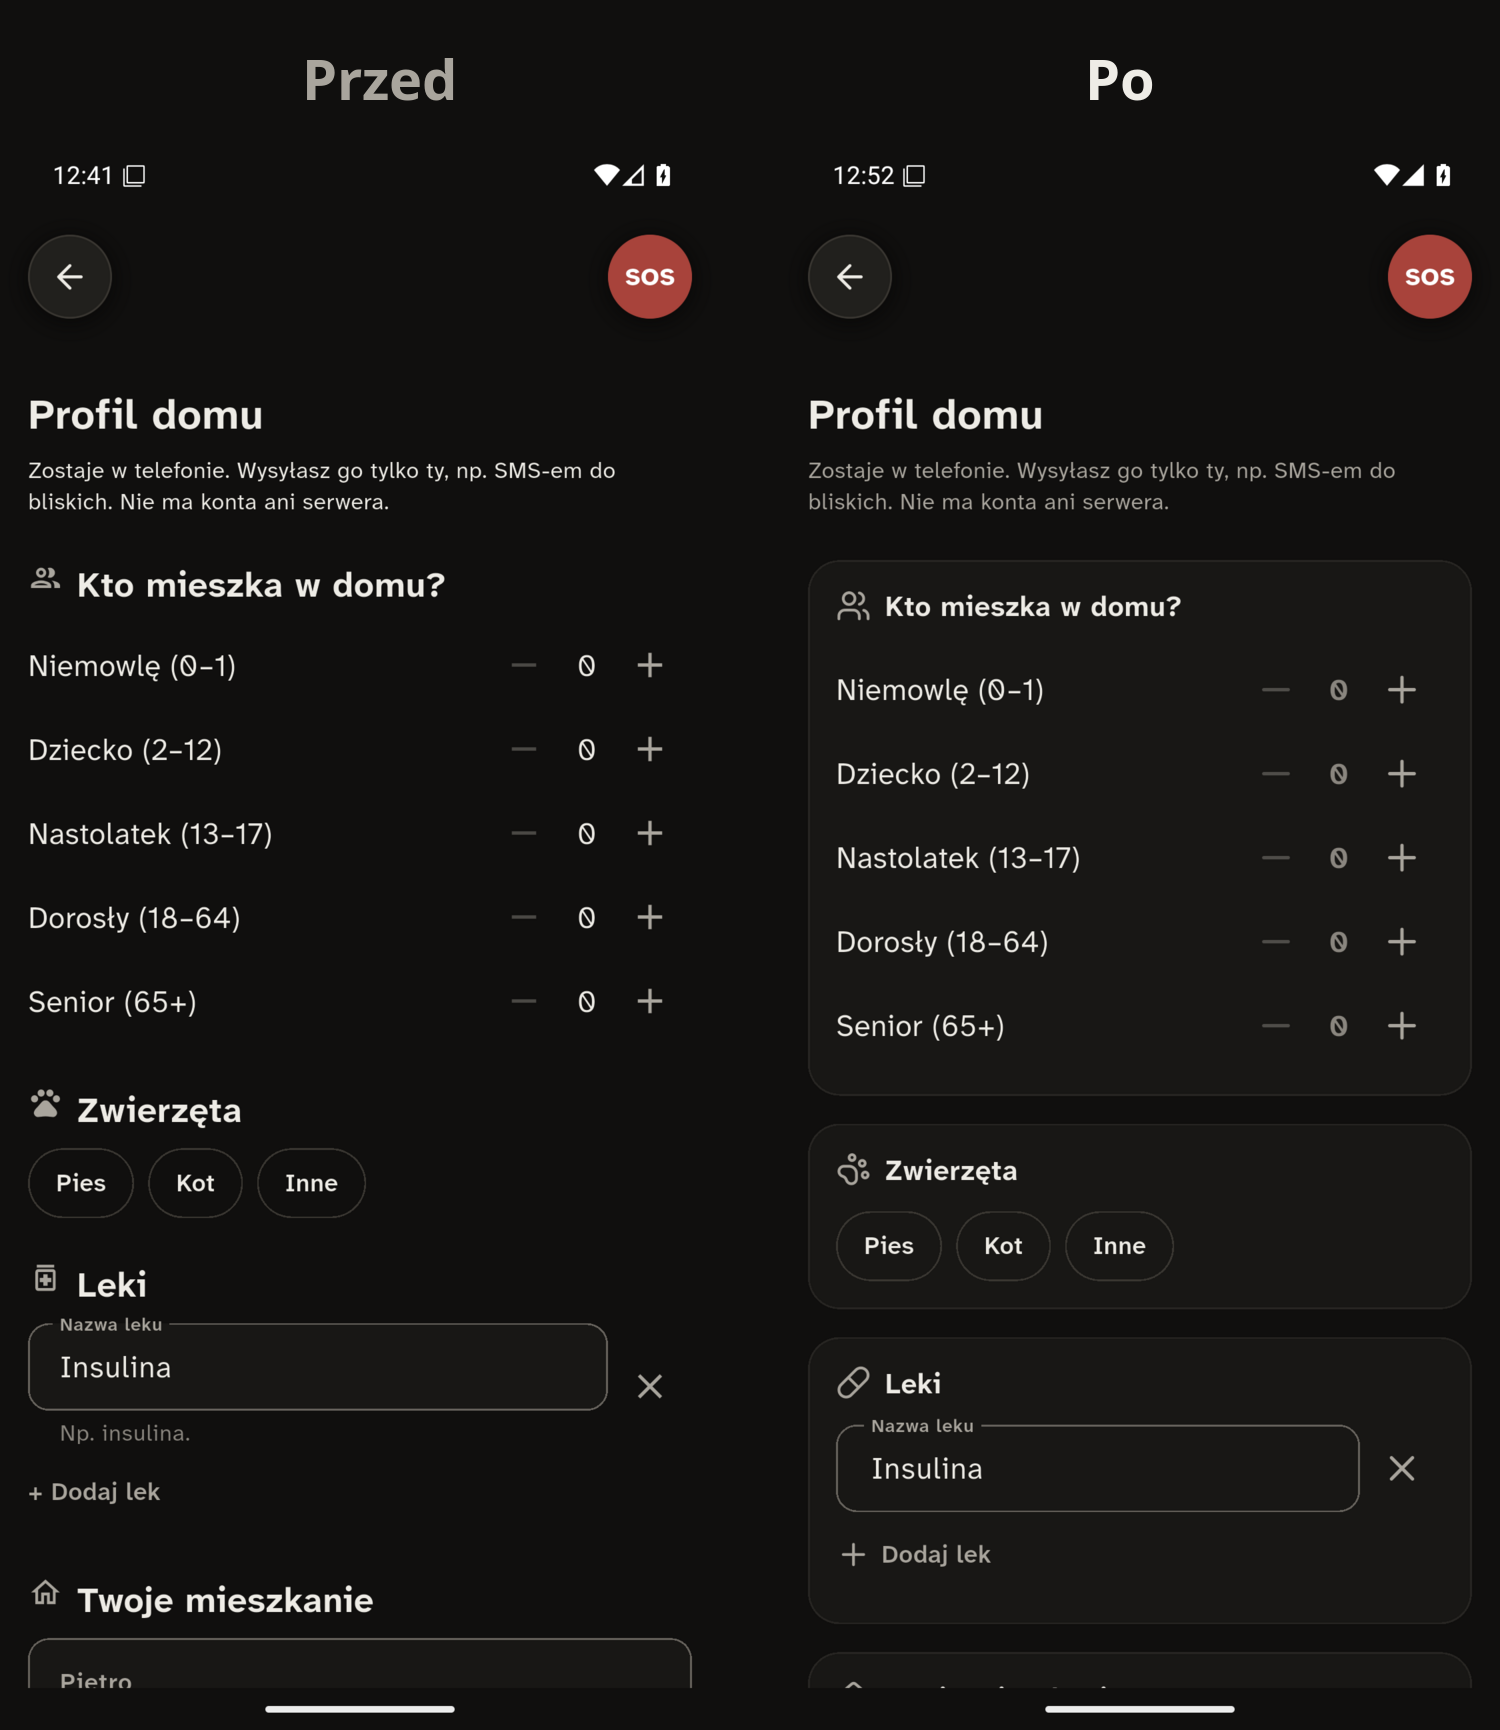 Przed
12:41
SOS
Profil domu
Zostaje w telefonie. Wysyłasz go tylko ty, np. SMS-em do
bliskich. Nie ma konta ani serwera.
Kto mieszka w domu?
Niemowlę (0–1) — 0 +
Dziecko (2–12) — 0 +
Nastolatek (13–17) — 0 +
Dorosły (18–64) — 0 +
Senior (65+) — 0 +
Zwierzęta
Pies Kot Inne
Leki
Nazwa leku
Insulina
Np. insulina.
+ Dodaj lek
Twoje mieszkanie
Piętro
Po
12:52
SOS
Profil domu
Zostaje w telefonie. Wysyłasz go tylko ty, np. SMS-em do
bliskich. Nie ma konta ani serwera.
Kto mieszka w domu?
Niemowlę (0–1) — 0 +
Dziecko (2–12) — 0 +
Nastolatek (13–17) — 0 +
Dorosły (18–64) — 0 +
Senior (65+) — 0 +
Zwierzęta
Pies Kot Inne
Leki
Nazwa leku
Insulina
+ Dodaj lek